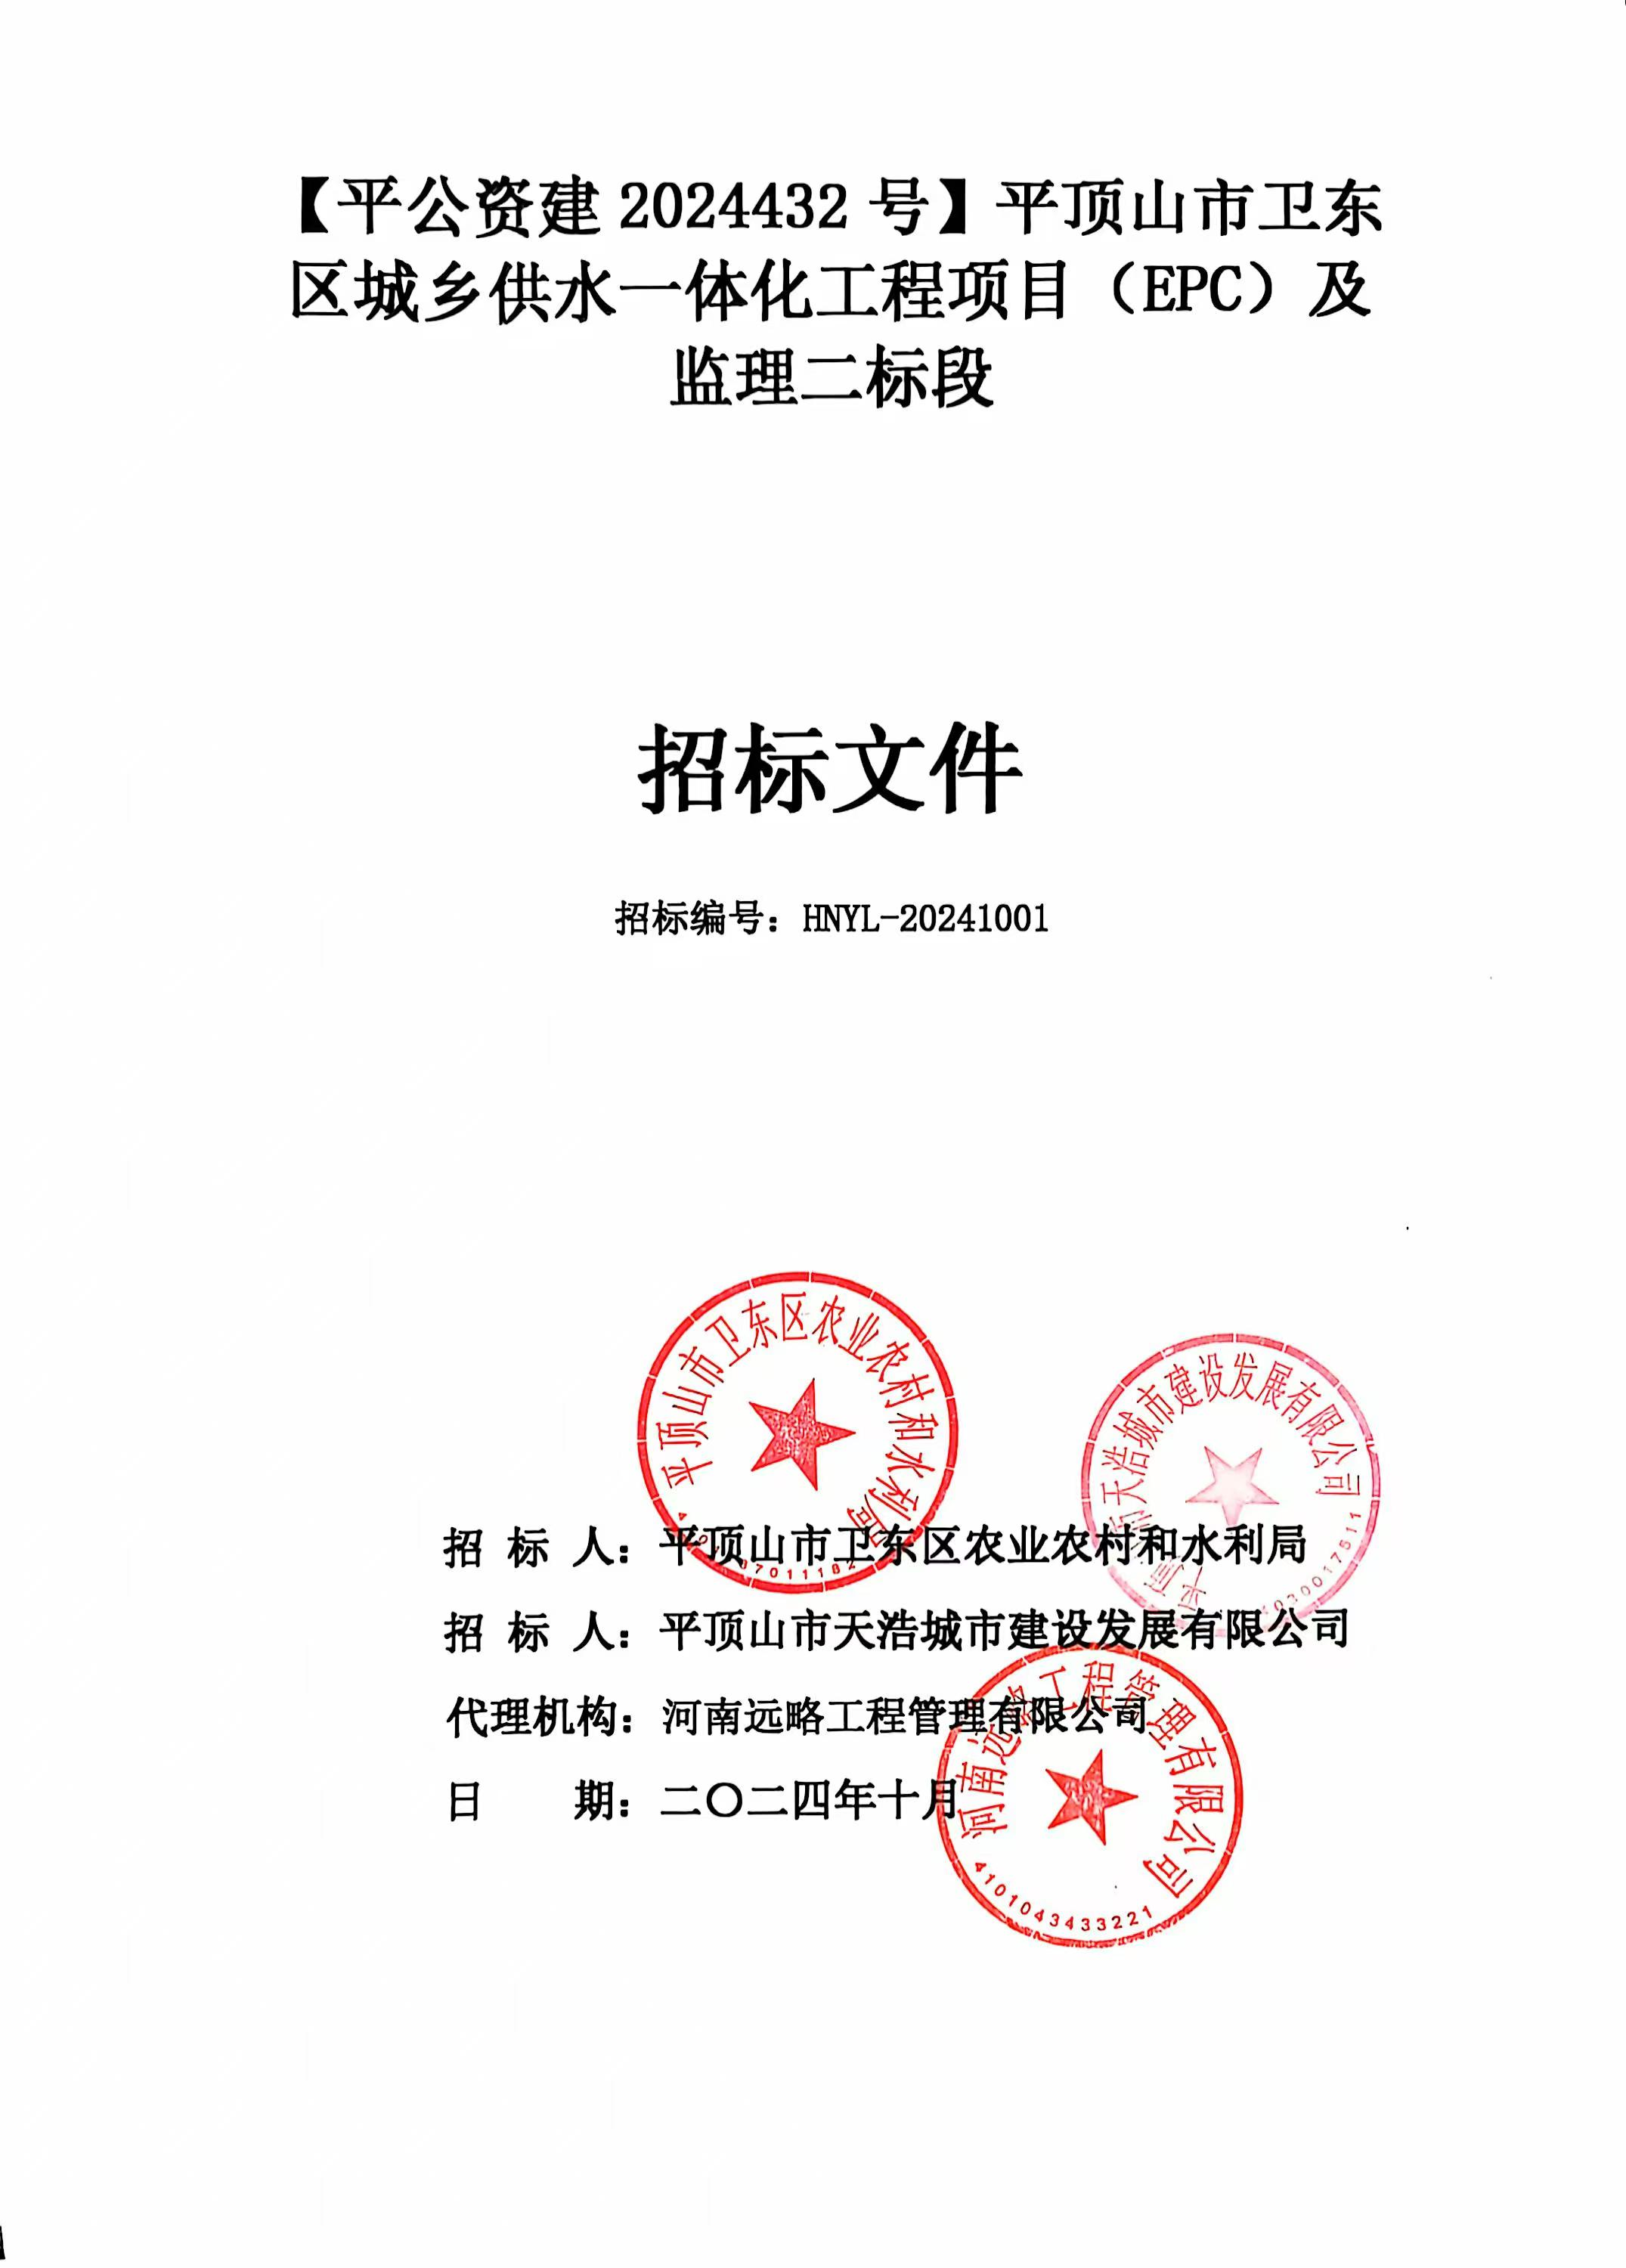 【平公资建 2024432 号】平顶山市卫东
区城乡供水一体化工程项目（EPC）及
监理二标段
招标文件
招标编号：HNYL-20241001
平顶山市卫东区农业农村和水利局
天浩城市建设发展有限公司
招 标 人：平顶山市卫东区农业农村和水利局
招 标 人：平顶山市天浩城市建设发展有限公司
代理机构：河南远略工程管理有限公司
日 期：二〇二四年十月
河南远略工程管理有限公司
4101043433221